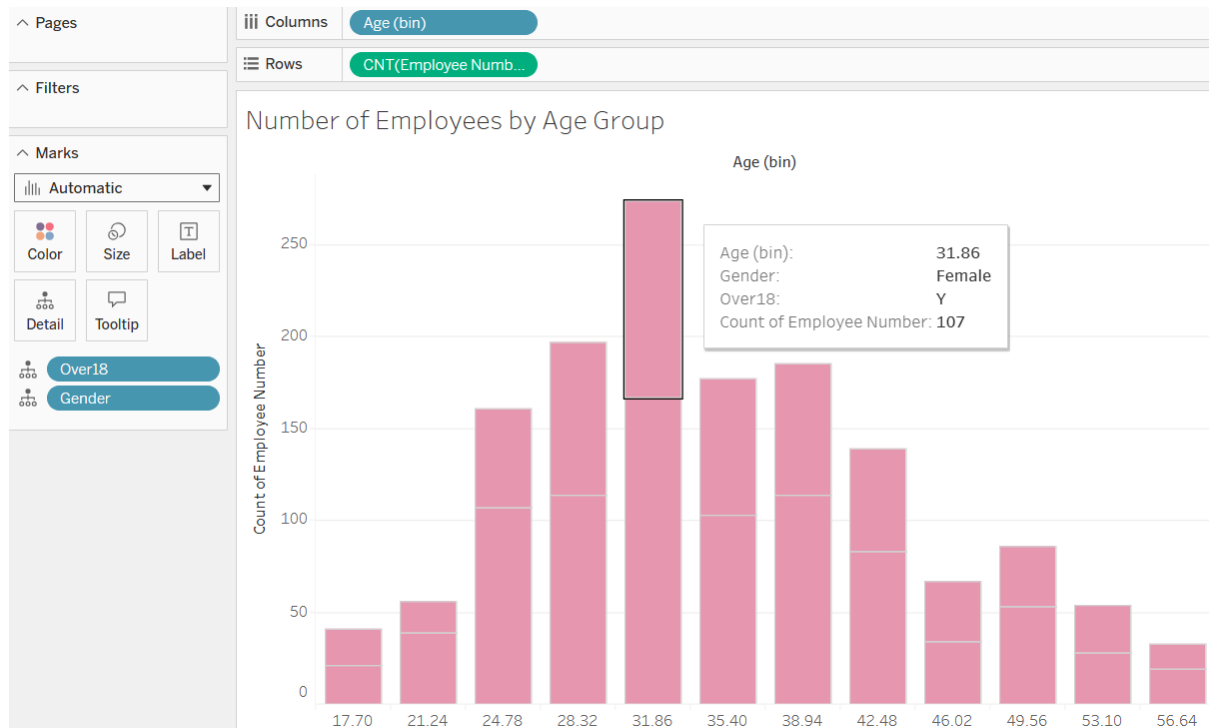 Pages
Filters
Marks
Automatic
Color
Size
Label
Detail
Tooltip
Over18
Gender
Columns
Age (bin)
Rows
CNT(Employee Numb...
Number of Employees by Age Group
Age (bin)
Count of Employee Number
250
200
150
100
50
0
Age (bin): 31.86
Gender: Female
Over18: Y
Count of Employee Number: 107
17.70 21.24 24.78 28.32 31.86 35.40 38.94 42.48 46.02 49.56 53.10 56.64